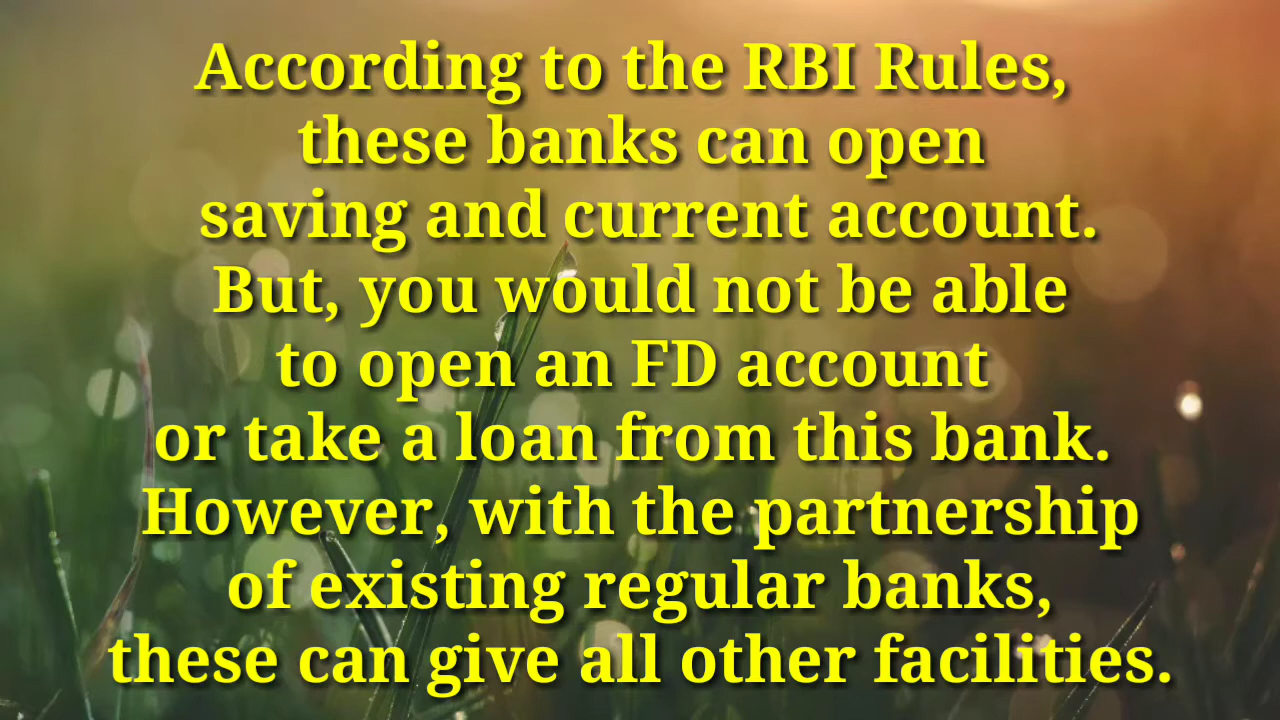 According to the RBI Rules,
these banks can open
saving and current account.
But, you would not be able
to open an FD account
or take a loan from this bank.
However, with the partnership
of existing regular banks,
these can give all other facilities.